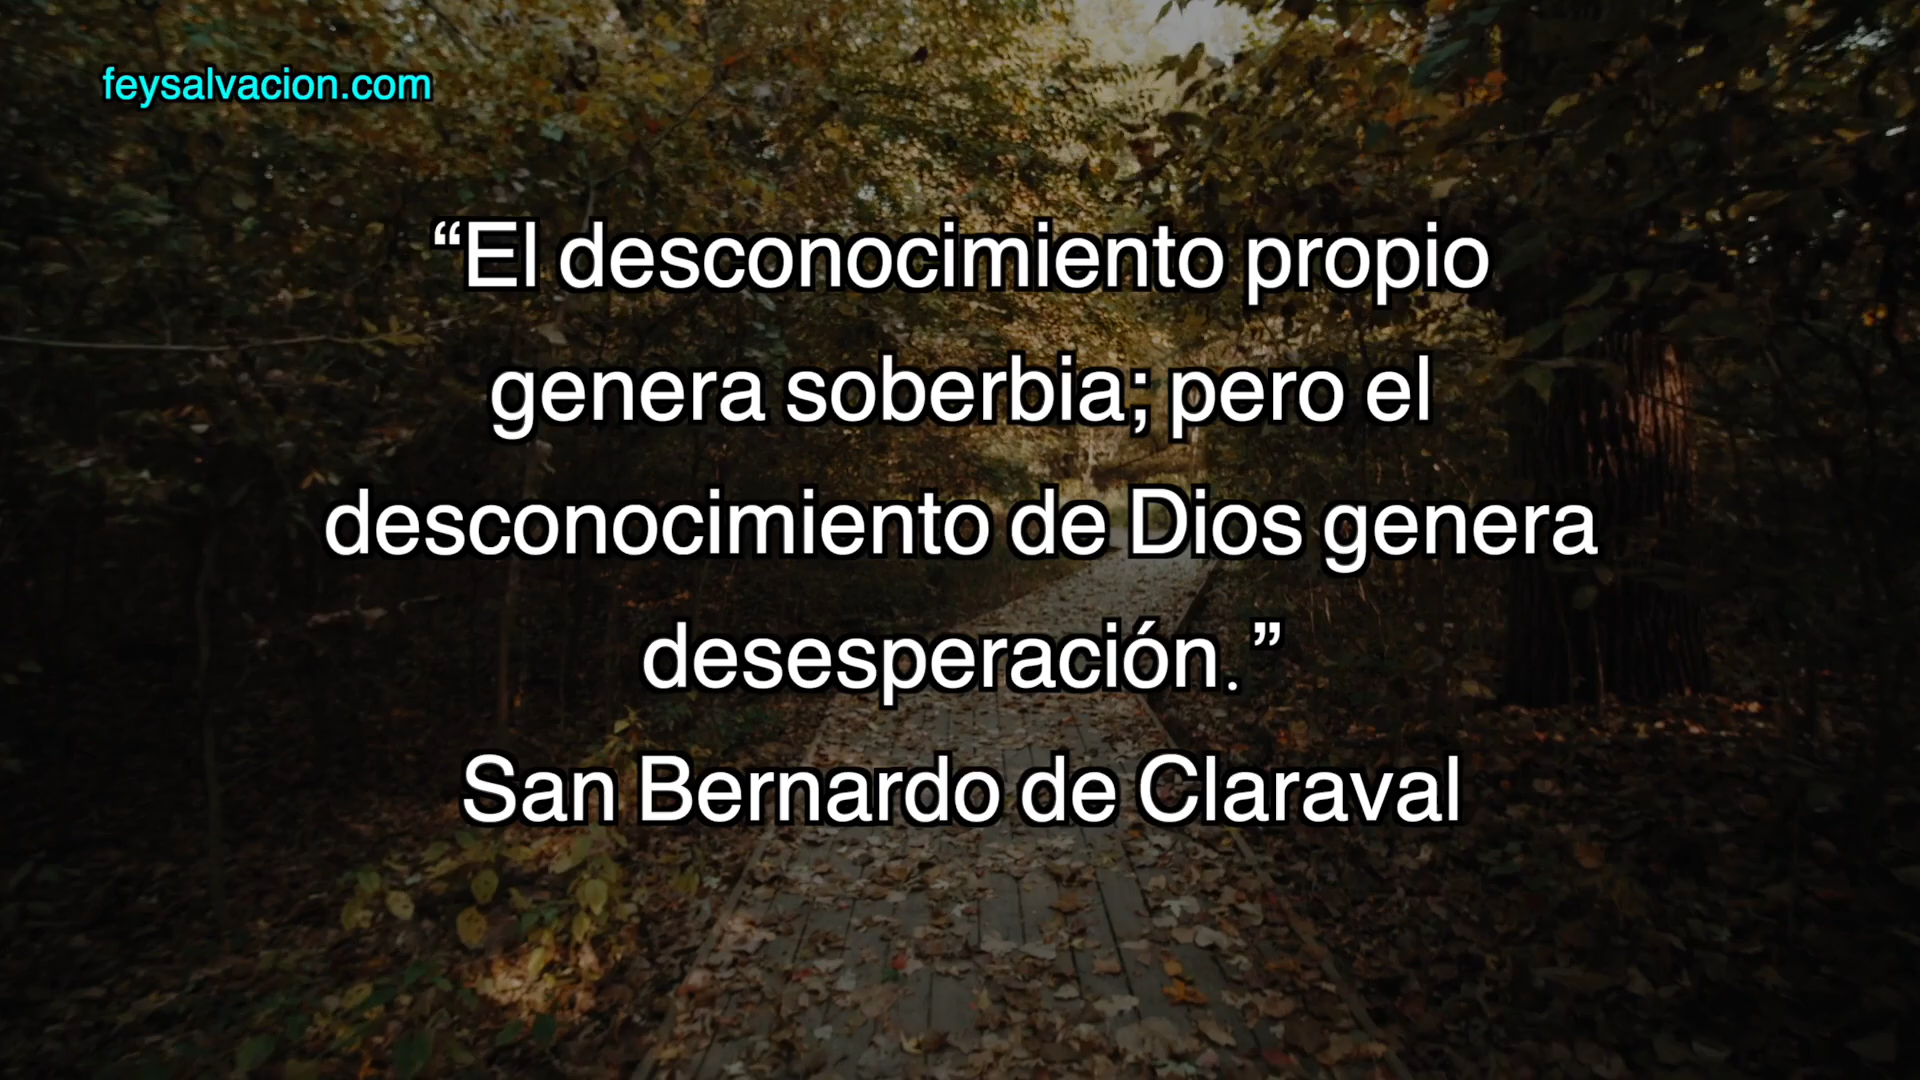 feysalvacion.com
“El desconocimiento propio
genera soberbia; pero el
desconocimiento de Dios genera
desesperación.”
San Bernardo de Claraval